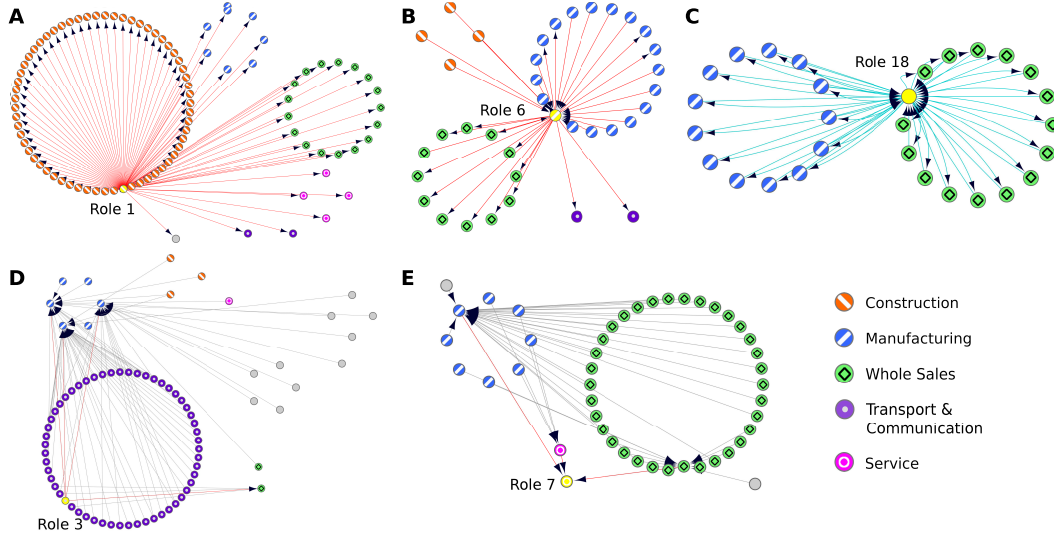 A
Role 1
B
Role 6
C
Role 18
D
Role 3
E
Role 7
Construction
Manufacturing
Whole Sales
Transport &
Communication
Service